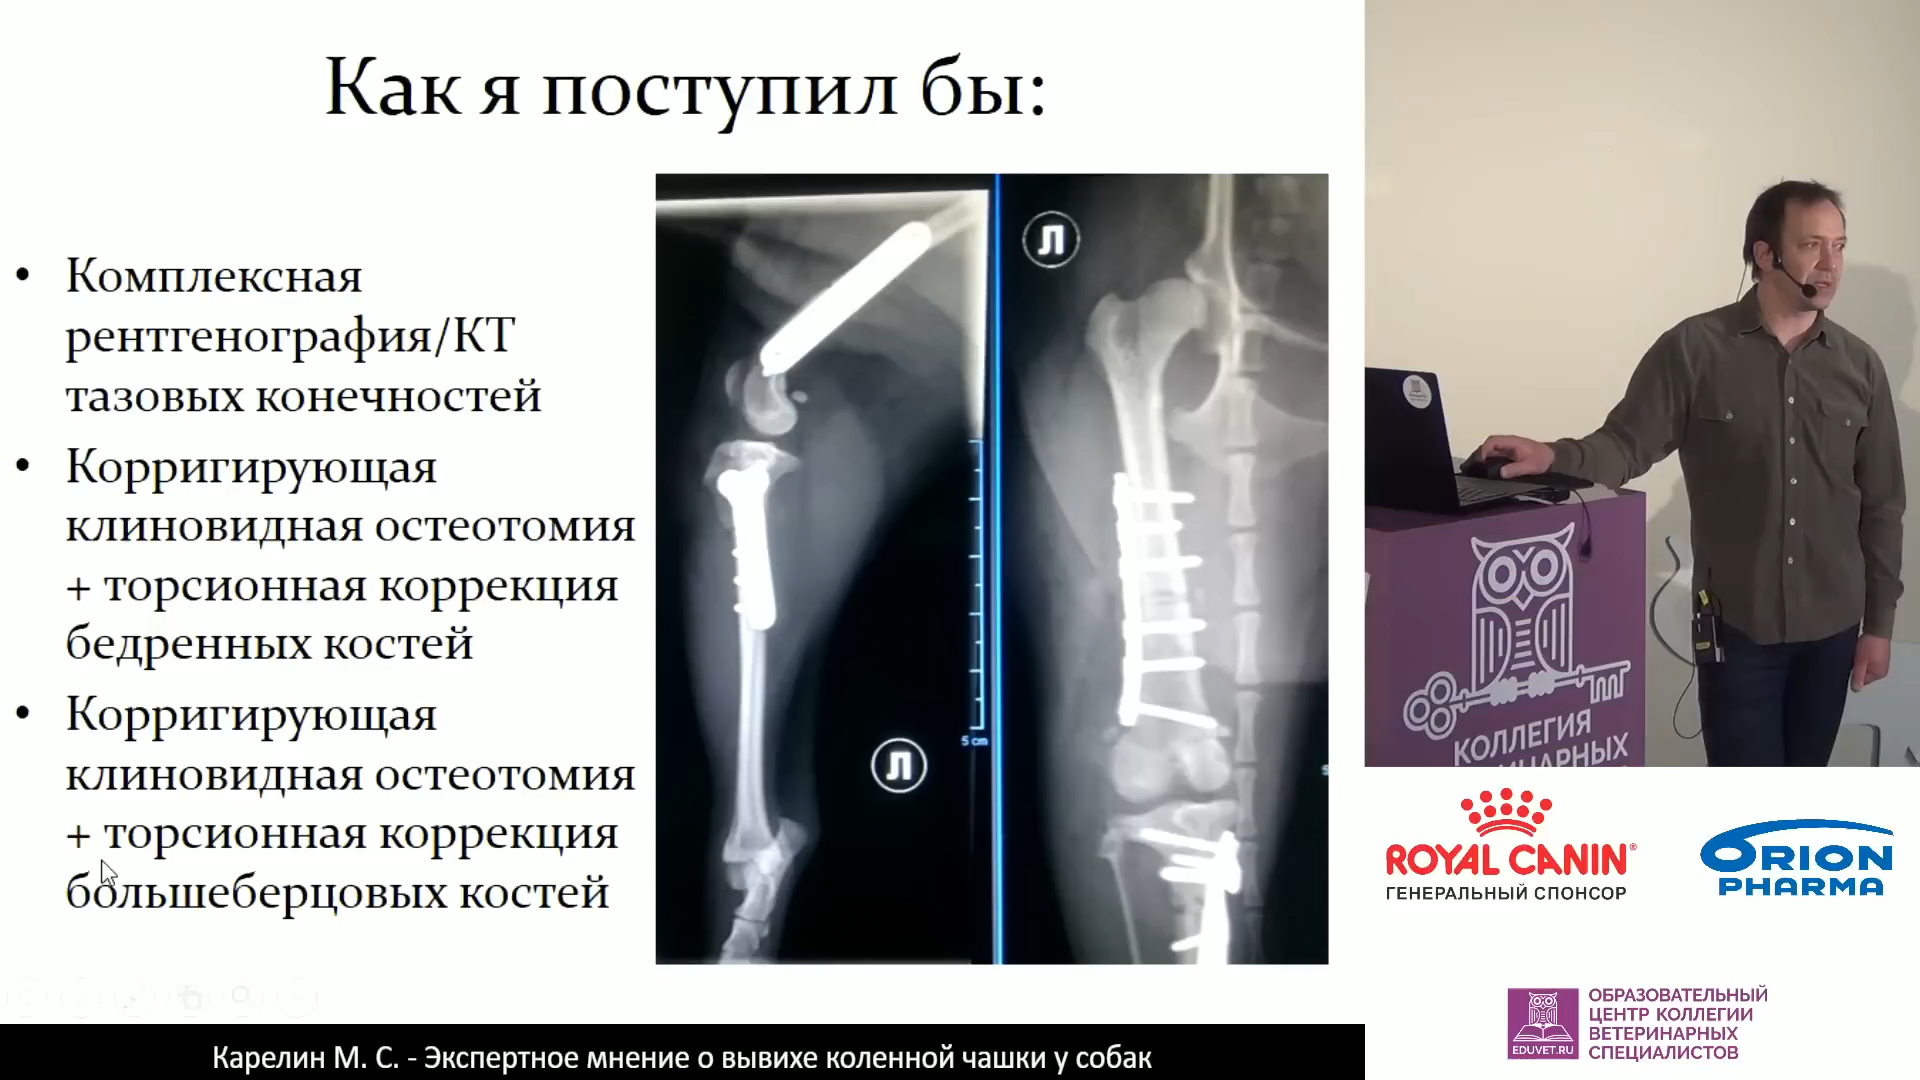 Как я поступил бы:
• Комплексная
рентгенография/КТ
тазовых конечностей
• Корригирующая
клиновидная остеотомия
+ торсионная коррекция
бедренных костей
• Корригирующая
клиновидная остеотомия
+ торсионная коррекция
большеберцовых костей
Л
5 cm
Л
КОЛЛЕГИЯ
ROYAL CANIN®
ГЕНЕРАЛЬНЫЙ СПОНСОР
ORION
PHARMA
EDUVET.RU
ОБРАЗОВАТЕЛЬНЫЙ
ЦЕНТР КОЛЛЕГИИ
ВЕТЕРИНАРНЫХ
СПЕЦИАЛИСТОВ
Карелин М. С. - Экспертное мнение о вывихе коленной чашки у собак